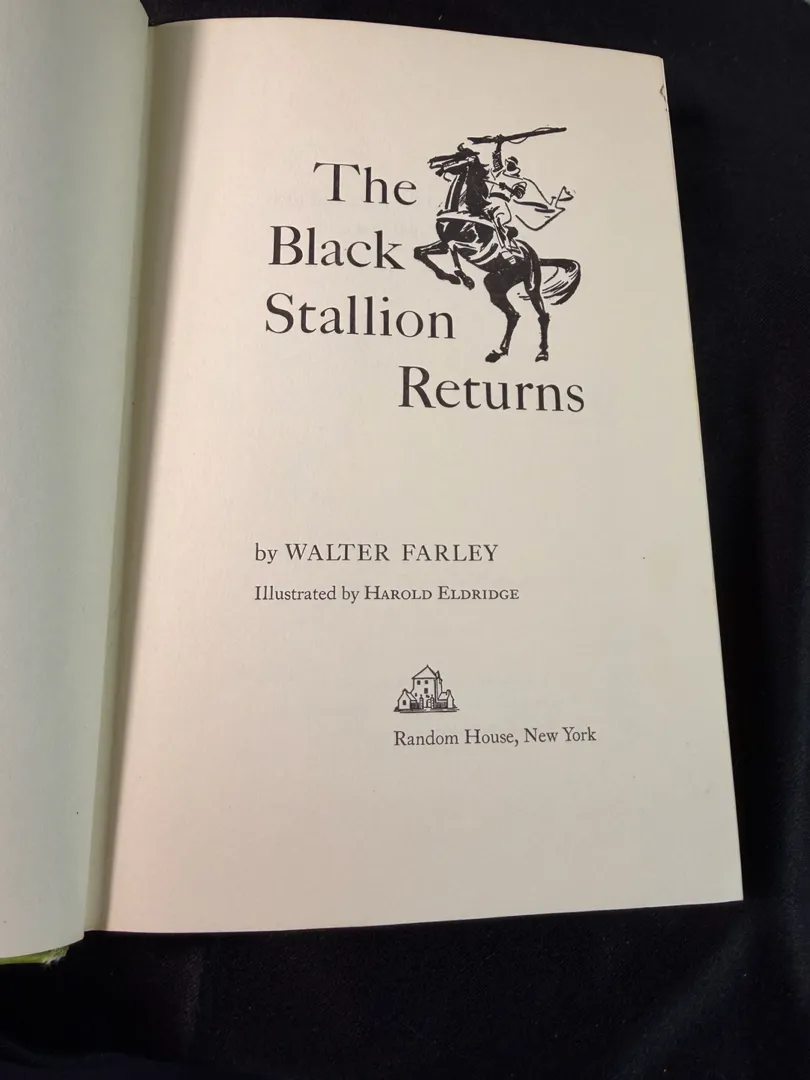 The
Black
Stallion
Returns
by WALTER FARLEY
Illustrated by HAROLD ELDRIDGE
Random House, New York